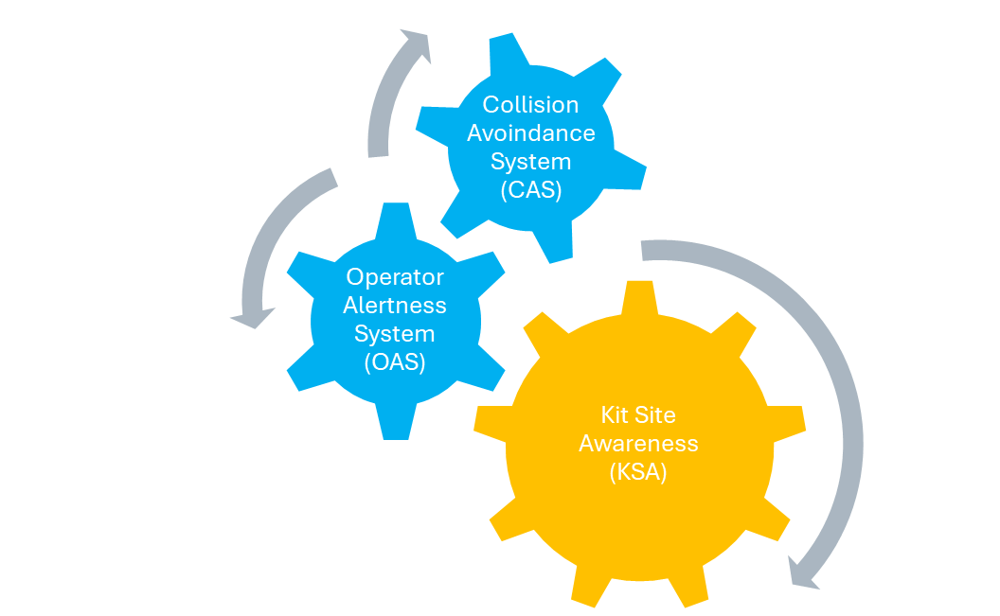 Collision
Avoindance
System
(CAS)
Operator
Alertness
System
(OAS)
Kit Site
Awareness
(KSA)